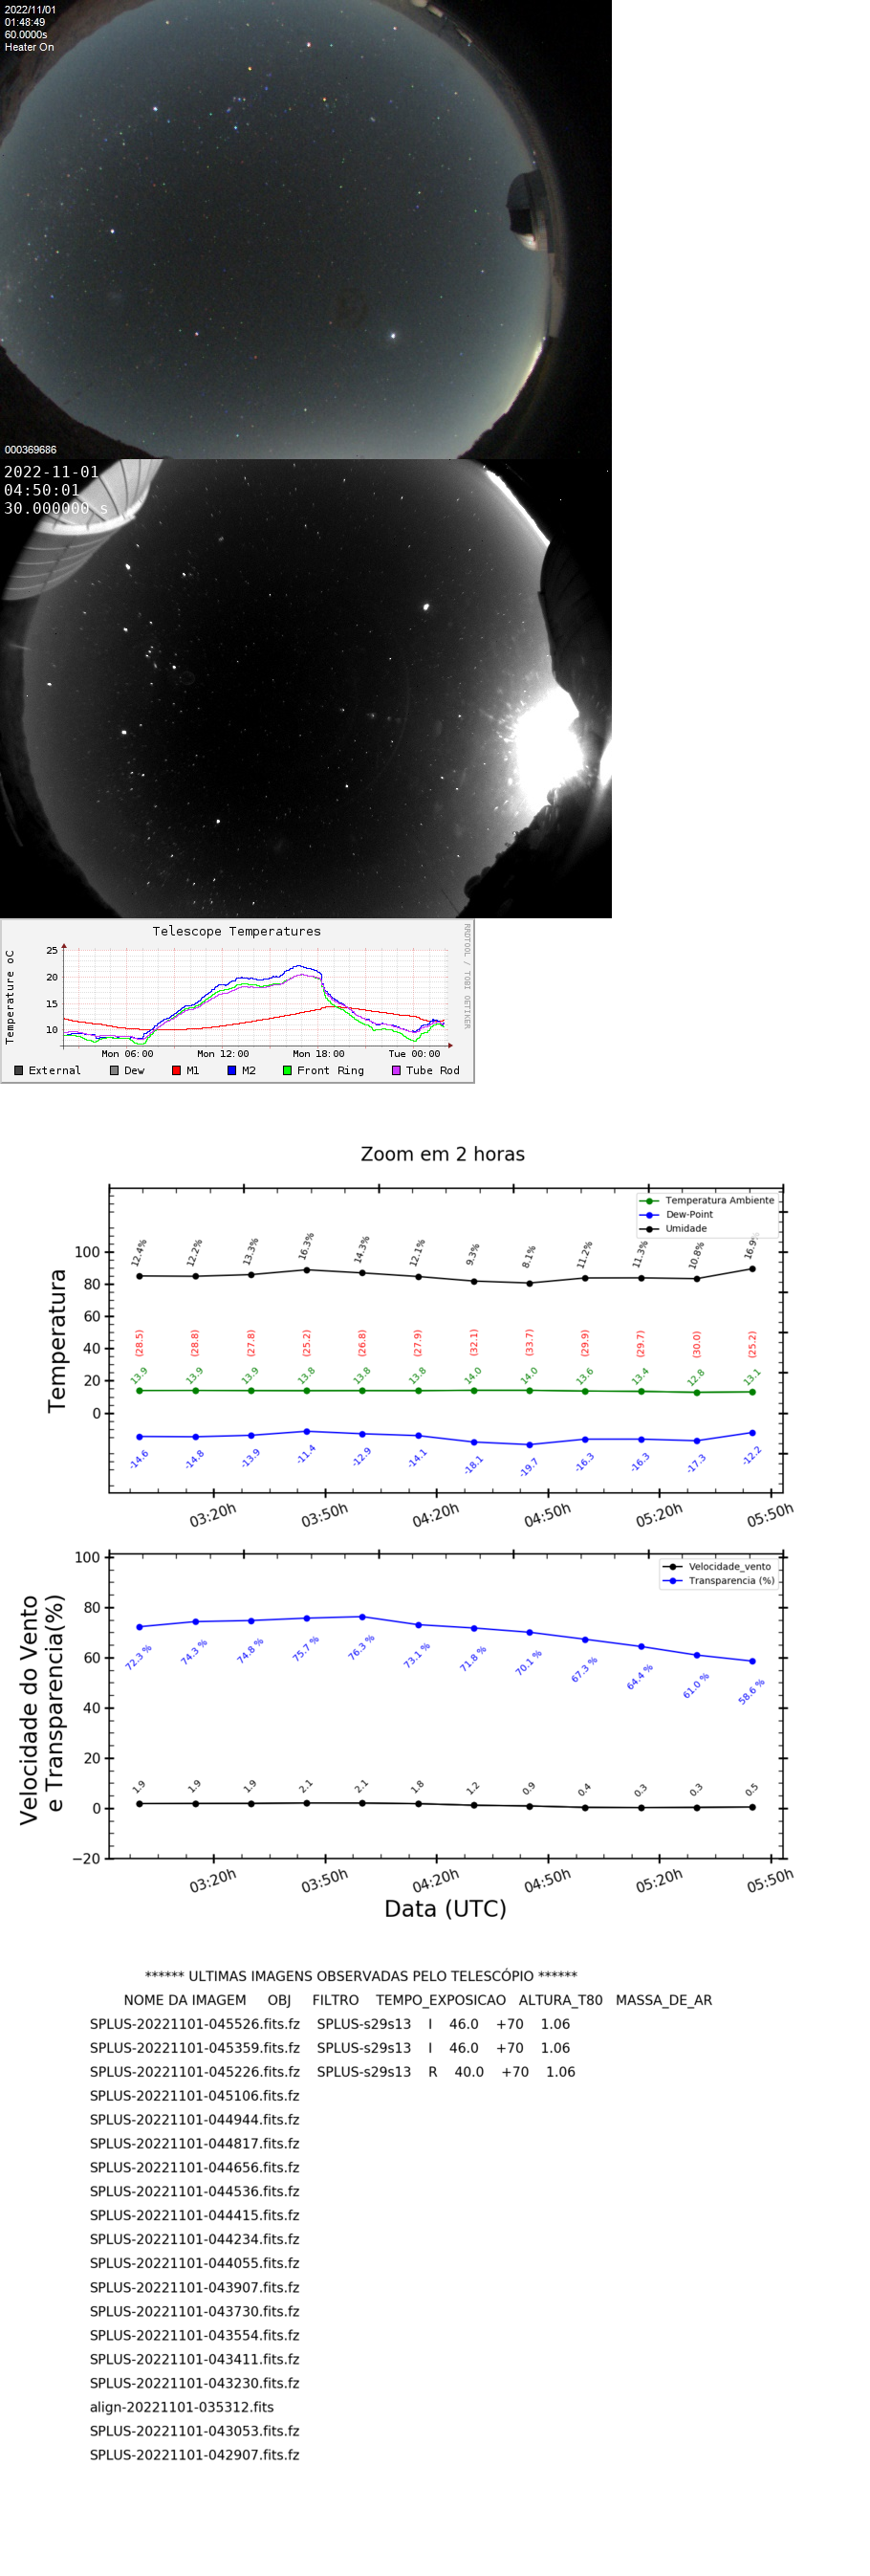 2022/11/01
01:48:49
60.0000s
Heater On
000369686
2022-11-01
04:50:01
30.000000 s
Telescope Temperatures
RRDTOOL / TOBI OETIKER
Temperature oC
25
20
15
10
Mon 06:00 Mon 12:00 Mon 18:00 Tue 00:00
External Dew M1 M2 Front Ring Tube Rod
Zoom em 2 horas
Temperatura Ambiente
Dew-Point
Umidade
Temperatura
100
80
60
40
20
0
12.4% 12.2% 13.3% 16.3% 14.3% 12.1% 9.3% 8.1% 11.2% 11.3% 10.8% 16.9%
(28.5) (28.8) (27.8) (25.2) (26.8) (27.9) (32.1) (33.7) (29.9) (29.7) (30.0) (25.2)
13.9 13.9 13.9 13.8 13.8 13.8 14.0 14.0 13.6 13.4 12.8 13.1
-14.6 -14.8 -13.9 -11.4 -12.9 -14.1 -18.1 -19.7 -16.3 -16.3 -17.3 -12.2
03:20h 03:50h 04:20h 04:50h 05:20h 05:50h
Velocidade_vento
Transparencia (%)
Velocidade do Vento
e Transparencia(%)
100
80
60
40
20
0
−20
72.3 % 74.3 % 74.8 % 75.7 % 76.3 % 73.1 % 71.8 % 70.1 % 67.3 % 64.4 % 61.0 % 58.6 %
1.9 1.9 1.9 2.1 2.1 1.8 1.2 0.9 0.4 0.3 0.3 0.5
03:20h 03:50h 04:20h 04:50h 05:20h 05:50h
Data (UTC)
****** ULTIMAS IMAGENS OBSERVADAS PELO TELESCÓPIO ******
NOME DA IMAGEM OBJ FILTRO TEMPO_EXPOSICAO ALTURA_T80 MASSA_DE_AR
SPLUS-20221101-045526.fits.fz SPLUS-s29s13 I 46.0 +70 1.06
SPLUS-20221101-045359.fits.fz SPLUS-s29s13 I 46.0 +70 1.06
SPLUS-20221101-045226.fits.fz SPLUS-s29s13 R 40.0 +70 1.06
SPLUS-20221101-045106.fits.fz
SPLUS-20221101-044944.fits.fz
SPLUS-20221101-044817.fits.fz
SPLUS-20221101-044656.fits.fz
SPLUS-20221101-044536.fits.fz
SPLUS-20221101-044415.fits.fz
SPLUS-20221101-044234.fits.fz
SPLUS-20221101-044055.fits.fz
SPLUS-20221101-043907.fits.fz
SPLUS-20221101-043730.fits.fz
SPLUS-20221101-043554.fits.fz
SPLUS-20221101-043411.fits.fz
SPLUS-20221101-043230.fits.fz
align-20221101-035312.fits
SPLUS-20221101-043053.fits.fz
SPLUS-20221101-042907.fits.fz